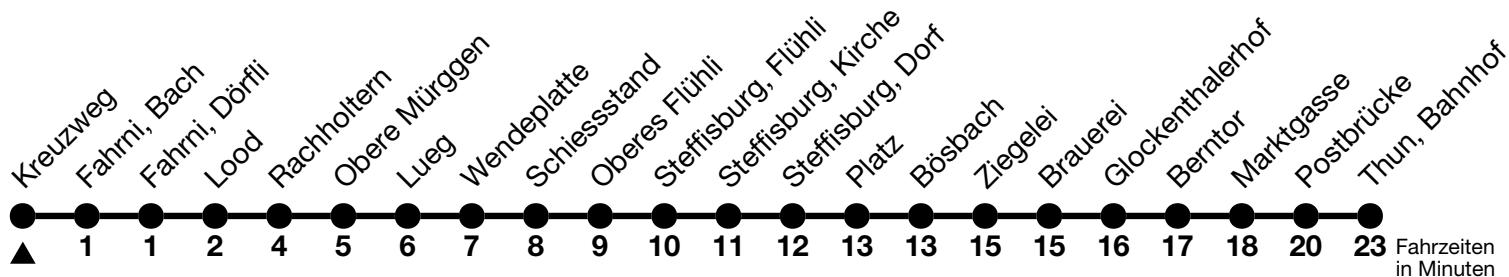 Kreuzweg
Fahrni, Bach
Fahrni, Dörfli
Lood
Rachholtern
Obere Mürggen
Lueg
Wendeplatte
Schiessstand
Oberes Flühli
Steffisburg, Flühli
Steffisburg, Kirche
Steffisburg, Dorf
Platz
Bösbach
Ziegelei
Brauerei
Glockenthalerhof
Berntor
Marktgasse
Postbrücke
Thun, Bahnhof
1 1 2 4 5 6 7 8 9 10 11 12 13 13 15 15 16 17 18 20 23 Fahrzeiten
in Minuten